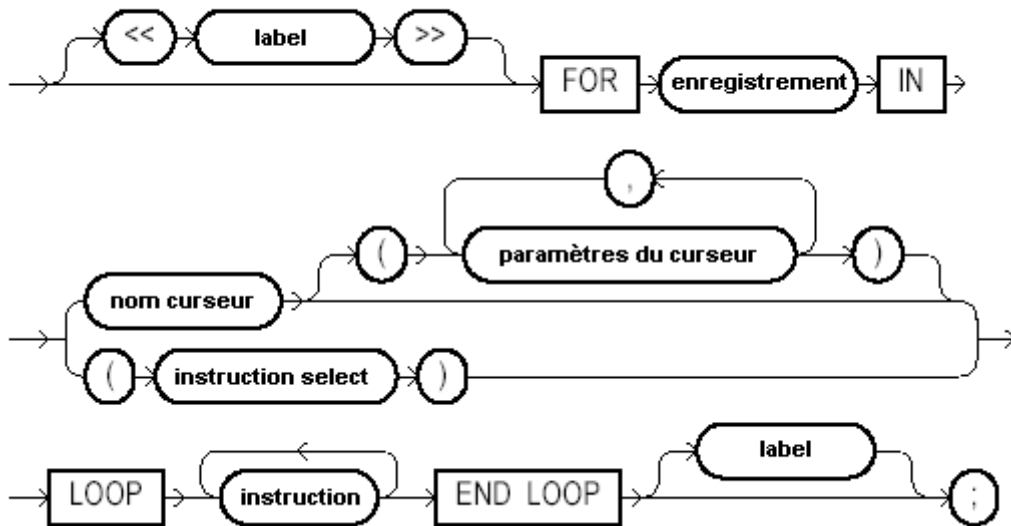 << label >>
FOR enregistrement IN
,
( paramètres du curseur )
nom curseur
( instruction select )
LOOP instruction END LOOP label ;